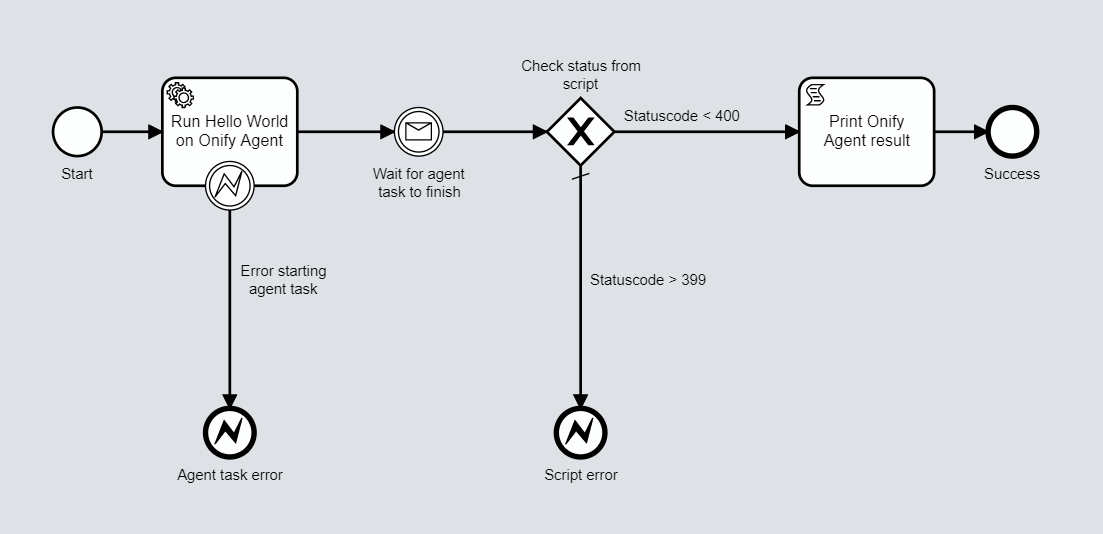 Start
Run Hello World
on Onify Agent
Error starting
agent task
Agent task error
Wait for agent
task to finish
Check status from
script
Statuscode < 400
Statuscode > 399
Script error
Print Onify
Agent result
Success